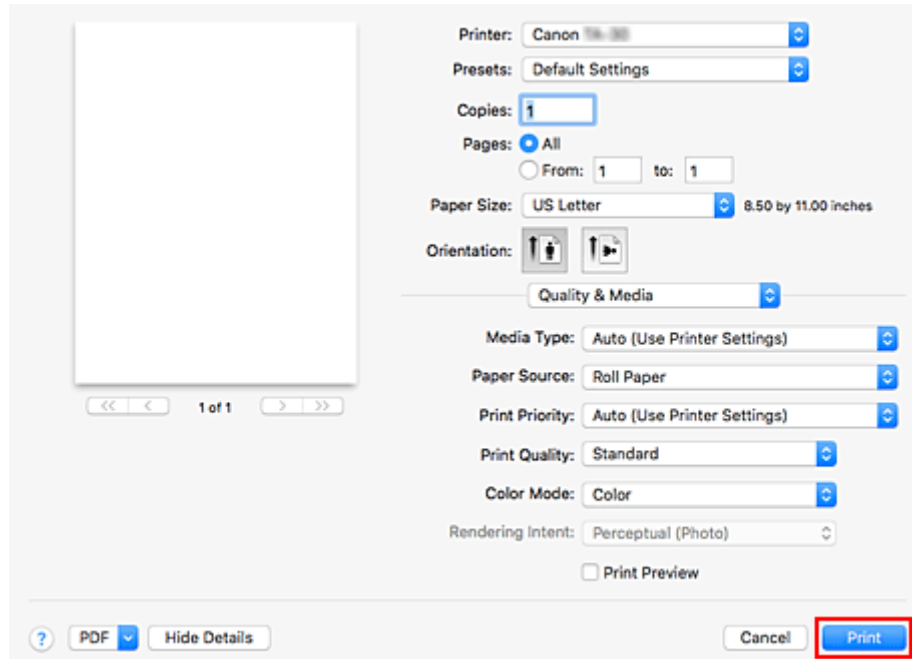 Printer: Canon
Presets: Default Settings
Copies: 1
Pages: All
From: 1 to: 1
Paper Size: US Letter 8.50 by 11.00 inches
Orientation:
Quality & Media
Media Type: Auto (Use Printer Settings)
Paper Source: Roll Paper
<< < 1 of 1 > >>
Print Priority: Auto (Use Printer Settings)
Print Quality: Standard
Color Mode: Color
Rendering Intent: Perceptual (Photo)
Print Preview
? PDF Hide Details Cancel Print